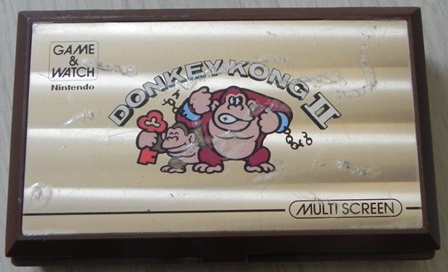 GAME
&
WATCH
Nintendo
DONKEY KONG II
MULTI SCREEN